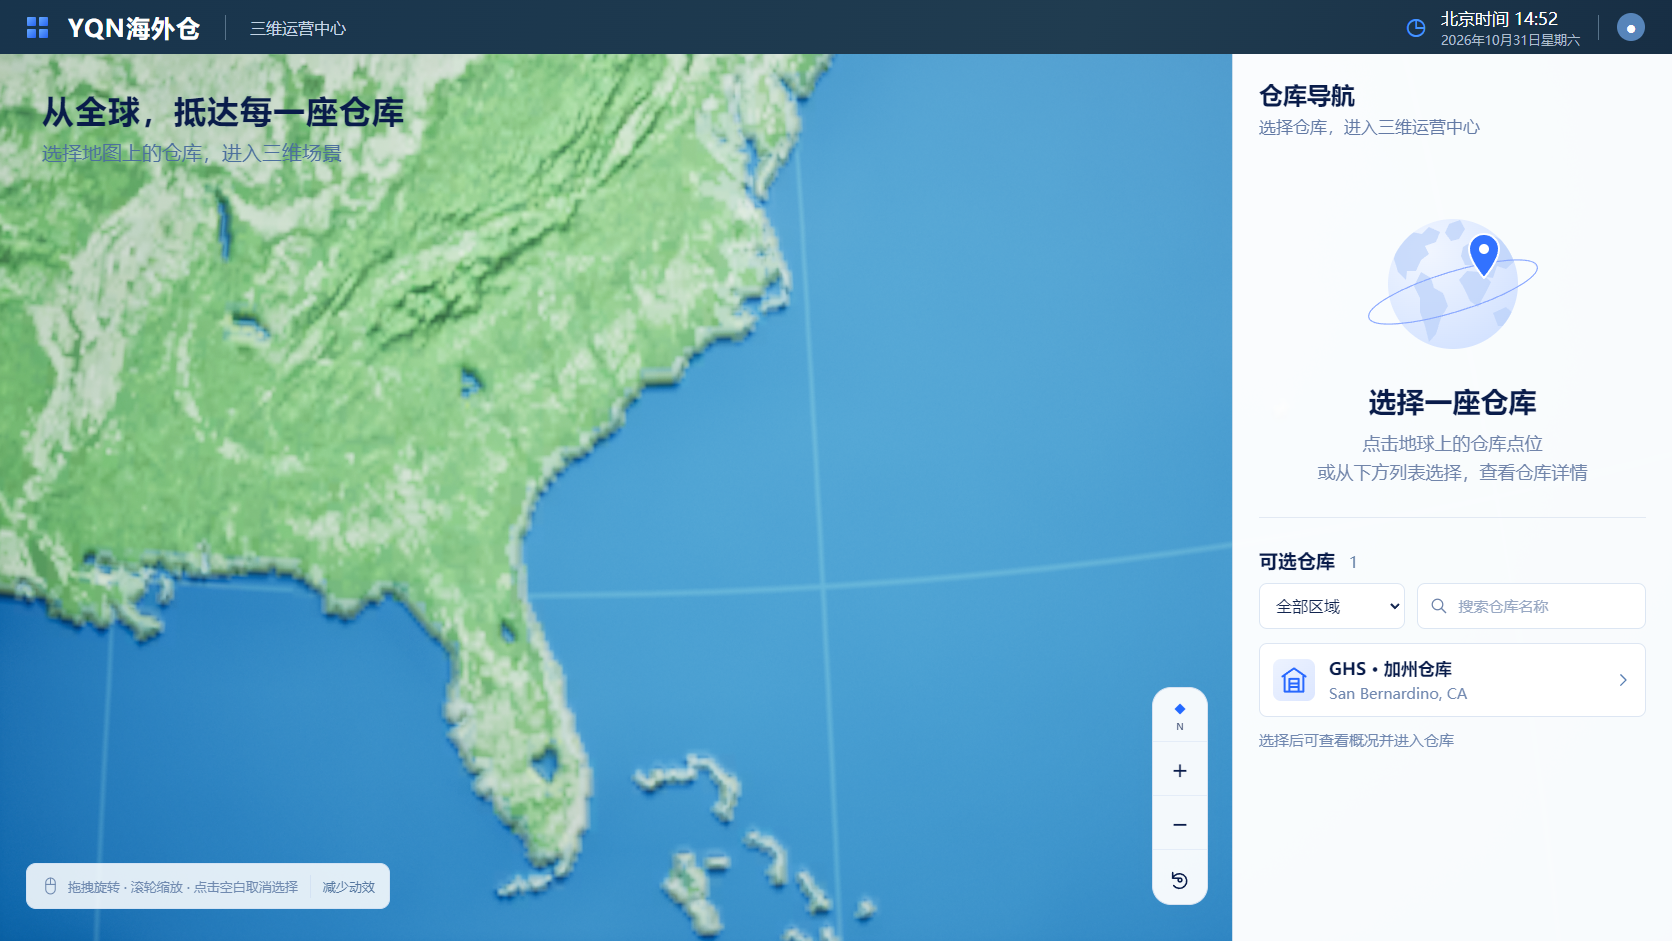 YQN海外仓
三维运营中心
北京时间 14:52
2026年10月31日星期六
从全球，抵达每一座仓库
选择地图上的仓库，进入三维场景
N
拖拽旋转 · 滚轮缩放 · 点击空白取消选择
减少动效
仓库导航
选择仓库，进入三维运营中心
选择一座仓库
点击地球上的仓库点位
或从下方列表选择，查看仓库详情
可选仓库 1
全部区域
搜索仓库名称
GHS • 加州仓库
San Bernardino, CA
选择后可查看概况并进入仓库